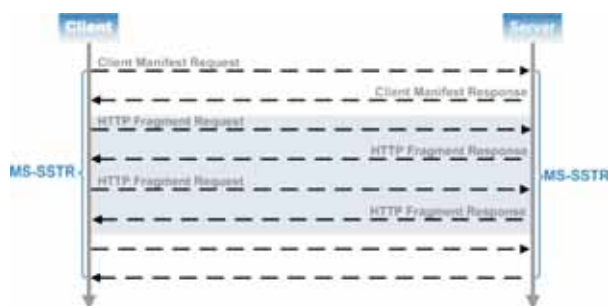 Client
Server
Client Manifest Request
Client Manifest Response
HTTP Fragment Request
HTTP Fragment Response
MS-SSTR
MS-SSTR
HTTP Fragment Request
HTTP Fragment Response